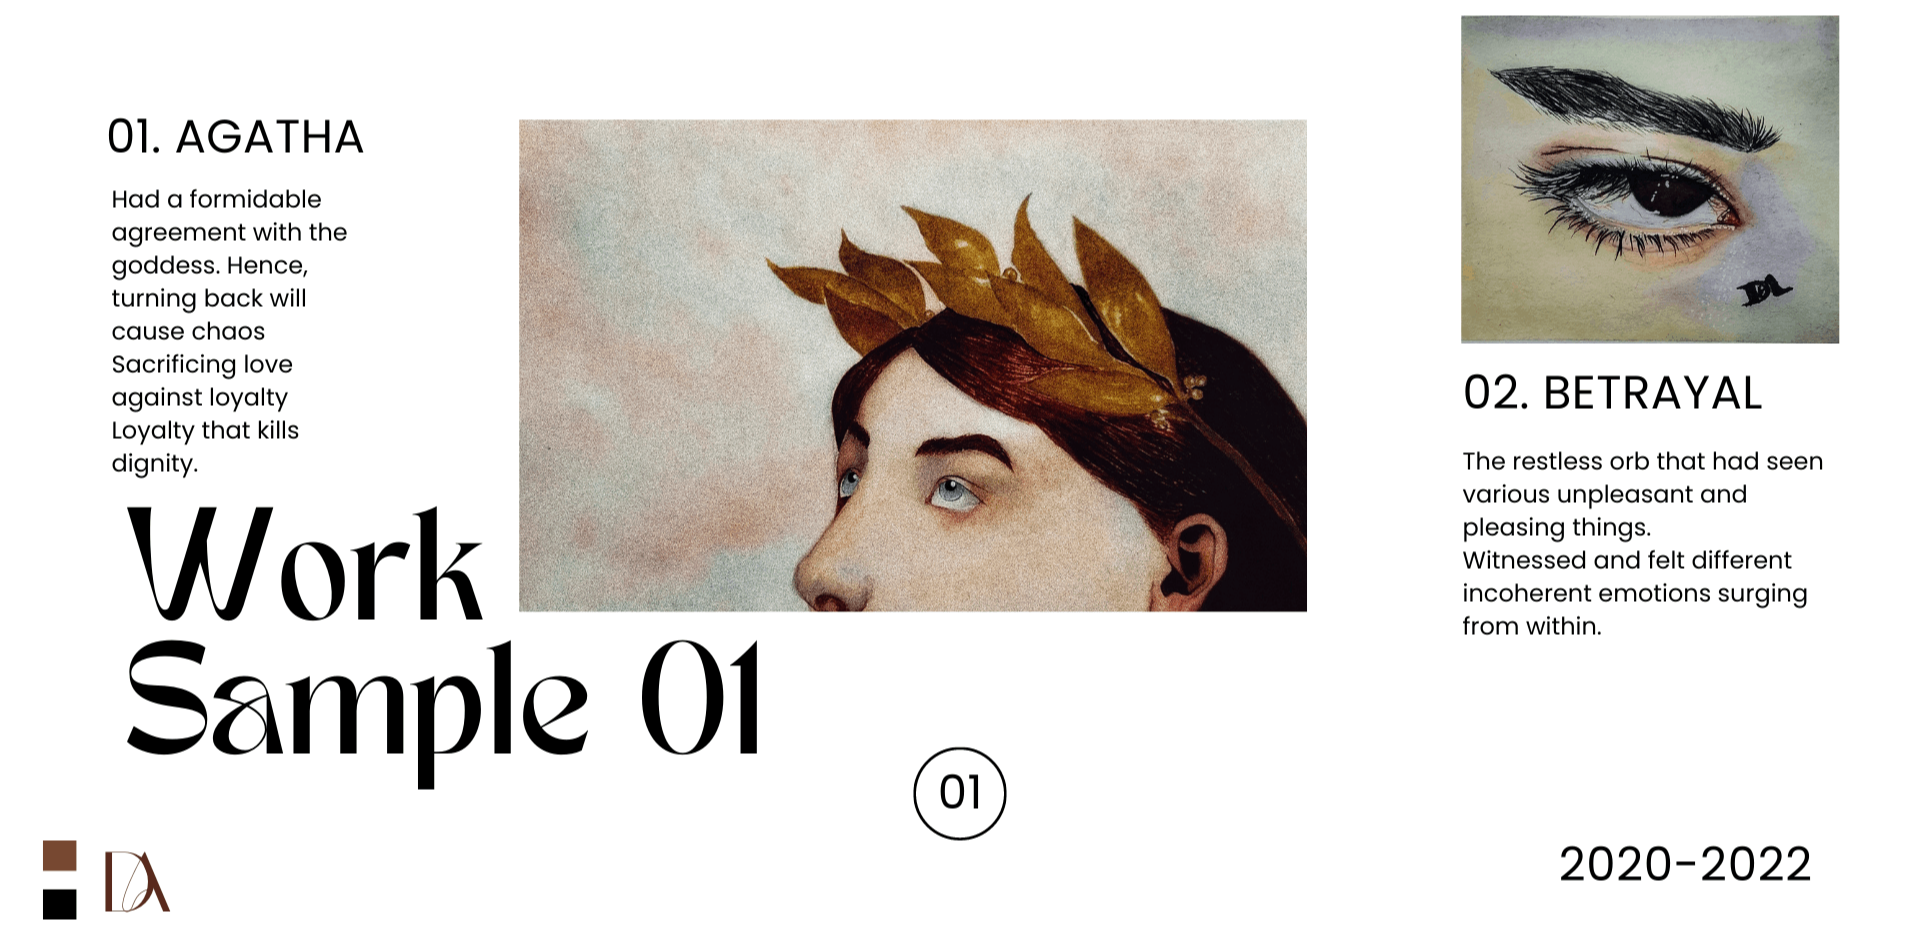 01. AGATHA
Had a formidable
agreement with the
goddess. Hence,
turning back will
cause chaos
Sacrificing love
against loyalty
Loyalty that kills
dignity.
Work
Sample 01
01
DA
02. BETRAYAL
The restless orb that had seen
various unpleasant and
pleasing things.
Witnessed and felt different
incoherent emotions surging
from within.
2020-2022